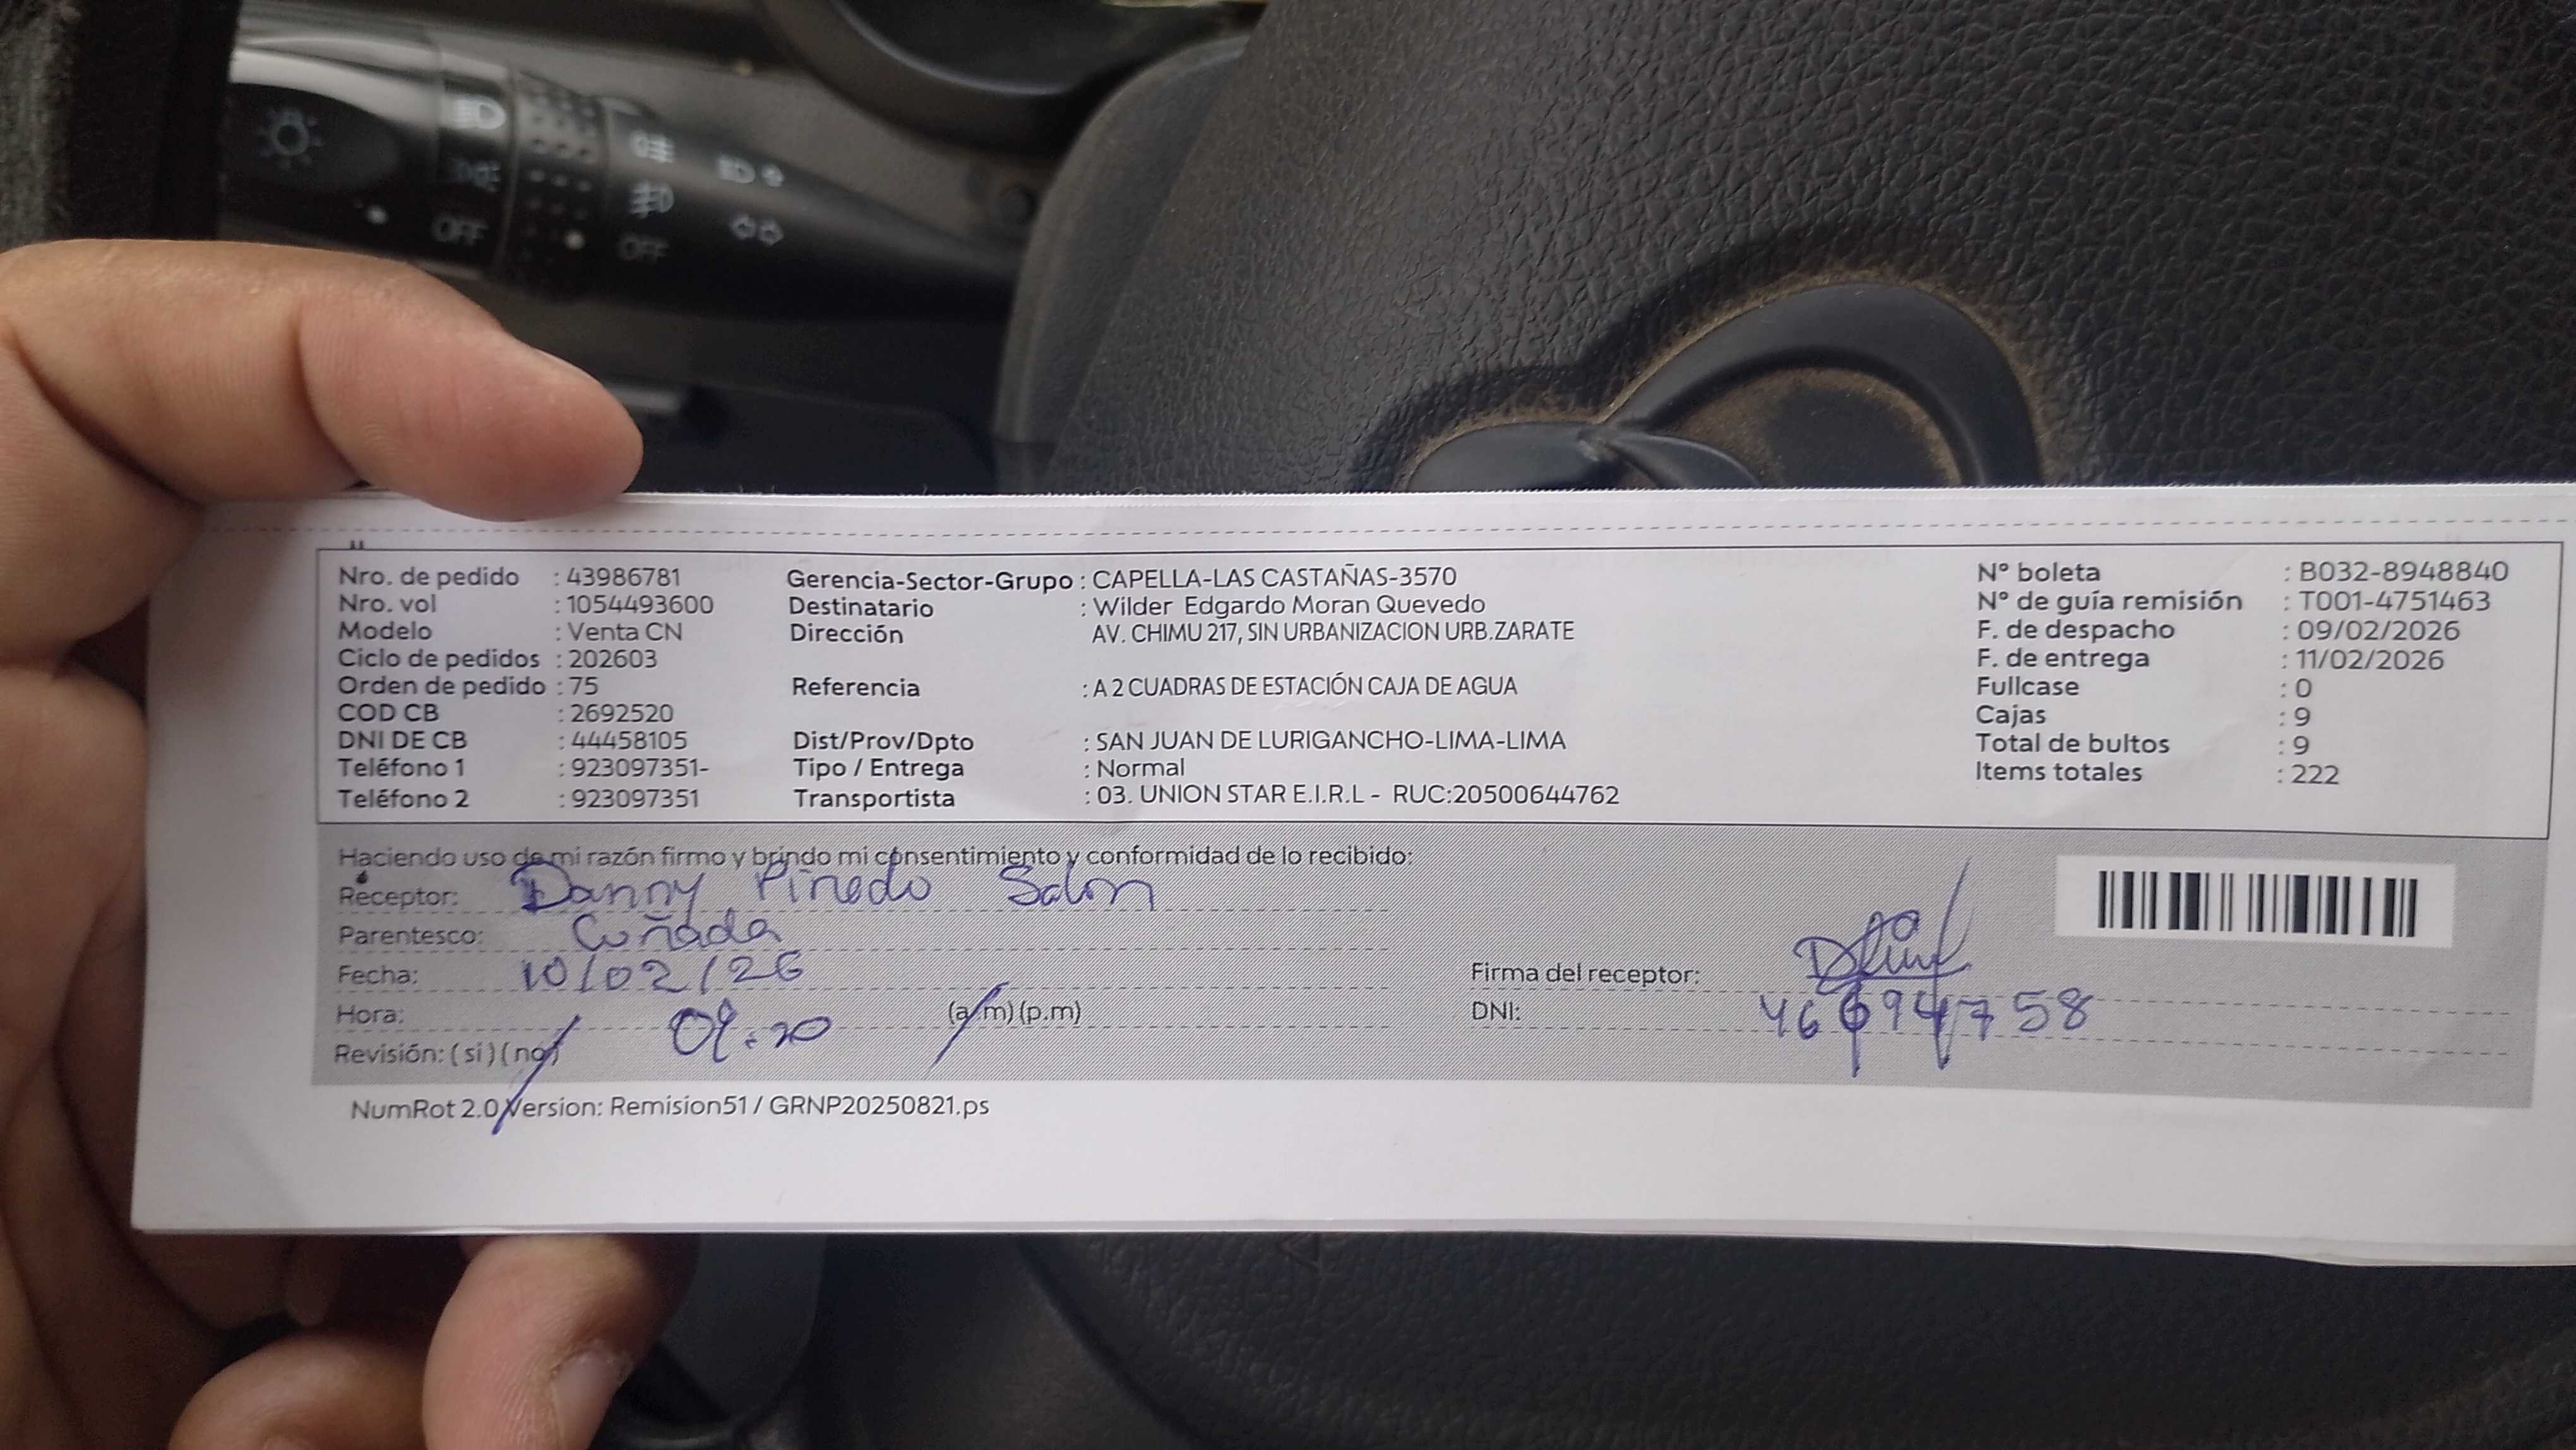 OFF
OFF
Nro. de pedido : 43986781
Nro. vol : 1054493600
Modelo : Venta CN
Ciclo de pedidos : 202603
Orden de pedido : 75
COD CB : 2692520
DNI DE CB : 44458105
Teléfono 1 : 923097351-
Teléfono 2 : 923097351
Gerencia-Sector-Grupo : CAPELLA-LAS CASTAÑAS-3570
Destinatario : Wilder Edgardo Moran Quevedo
Dirección AV. CHIMU 217, SIN URBANIZACION URB.ZARATE
Referencia : A 2 CUADRAS DE ESTACIÓN CAJA DE AGUA
Dist/Prov/Dpto : SAN JUAN DE LURIGANCHO-LIMA-LIMA
Tipo / Entrega : Normal
Transportista : 03. UNION STAR E.I.R.L - RUC:20500644762
N° boleta : B032-8948840
N° de guía remisión : T001-4751463
F. de despacho : 09/02/2026
F. de entrega : 11/02/2026
Fullcase : 0
Cajas : 9
Total de bultos : 9
Items totales : 222
Haciendo uso de mi razón firmo y brindo mi consentimiento y conformidad de lo recibido:
Receptor: Danny Pinedo
Parentesco: Cuñada
Fecha: 10/02/26
Hora: 09:20 (a.m)(p.m)
Revisión: (si)(no)
Firma del receptor:
DNI: 46694758
NumRot 2.0 Version: Remision51 / GRNP20250821.ps